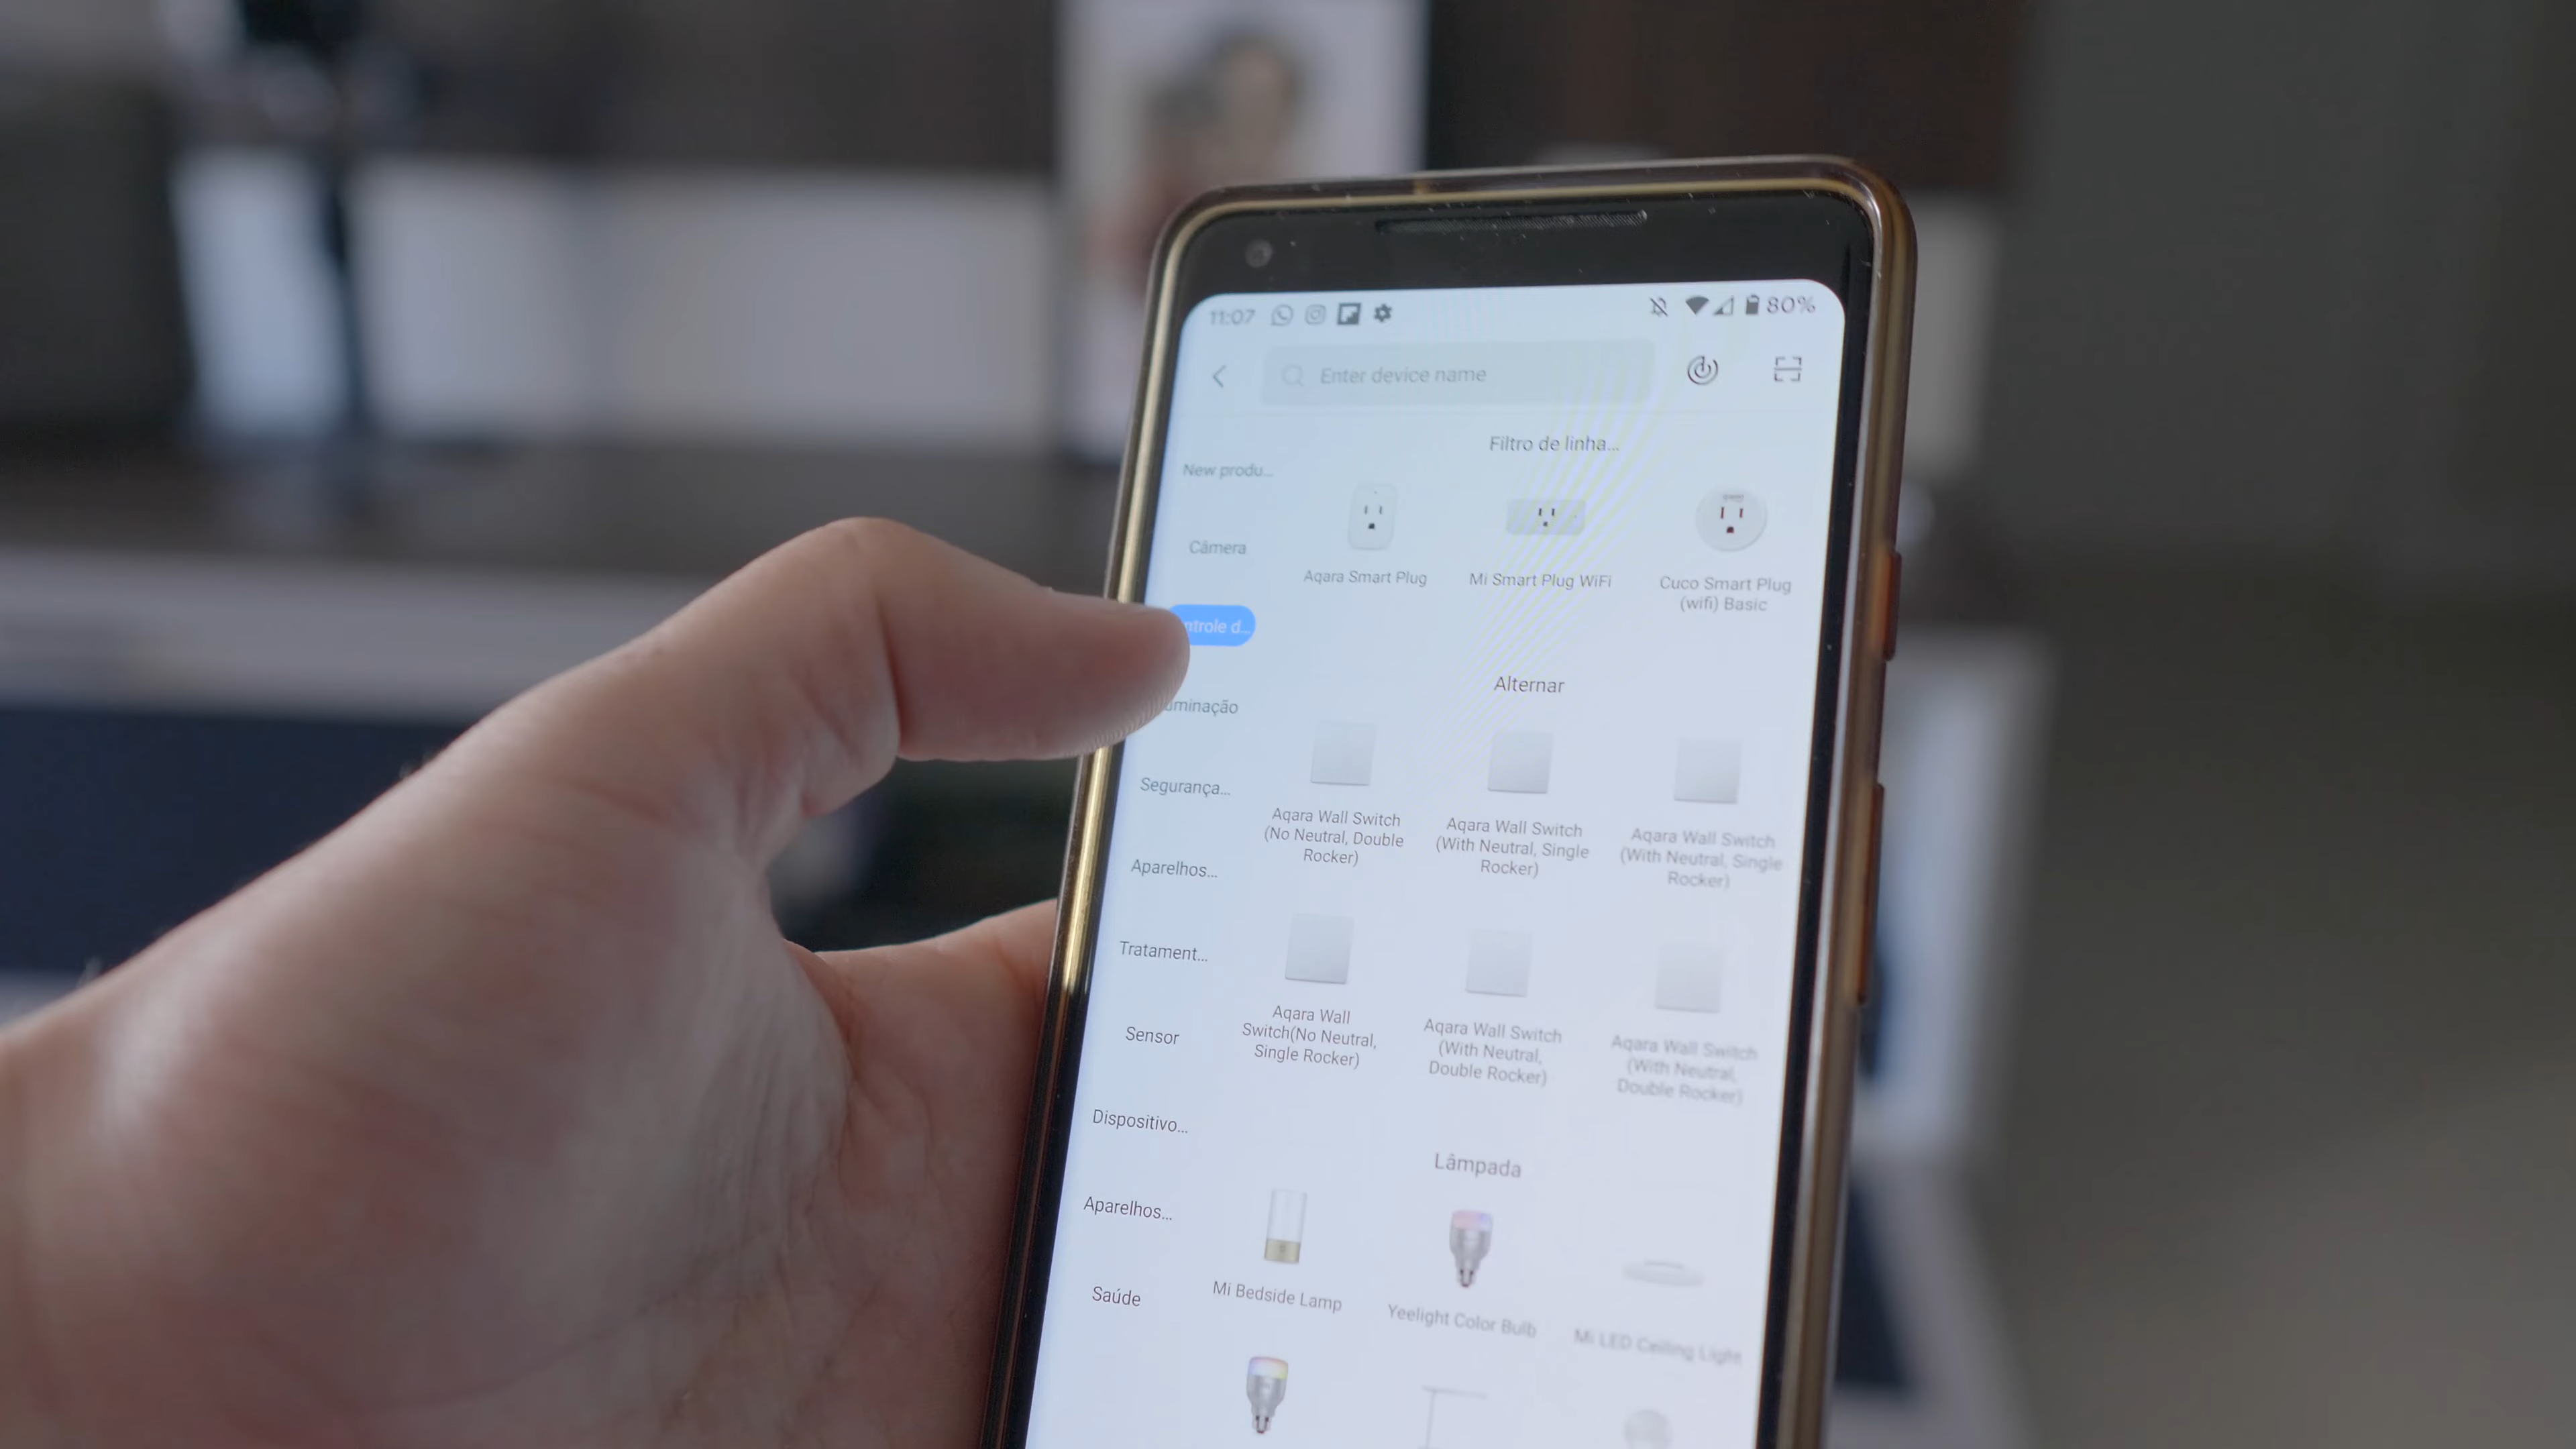 11:07
80%
Enter device name
Filtro de linha...
New produ...
Câmera
ntrole d...
uminação
Segurança...
Aparelhos...
Tratament...
Sensor
Dispositivo...
Aparelhos...
Saúde
Aqara Smart Plug
Mi Smart Plug WiFi
Cuco Smart Plug
(wifi) Basic
Alternar
Aqara Wall Switch
(No Neutral, Double
Rocker)
Aqara Wall Switch
(With Neutral, Single
Rocker)
Aqara Wall Switch
(With Neutral, Single
Rocker)
Aqara Wall
Switch(No Neutral,
Single Rocker)
Aqara Wall Switch
(With Neutral,
Double Rocker)
Aqara Wall Switch
(With Neutral,
Double Rocker)
Lâmpada
Mi Bedside Lamp
Yeelight Color Bulb
Mi LED Ceiling Light